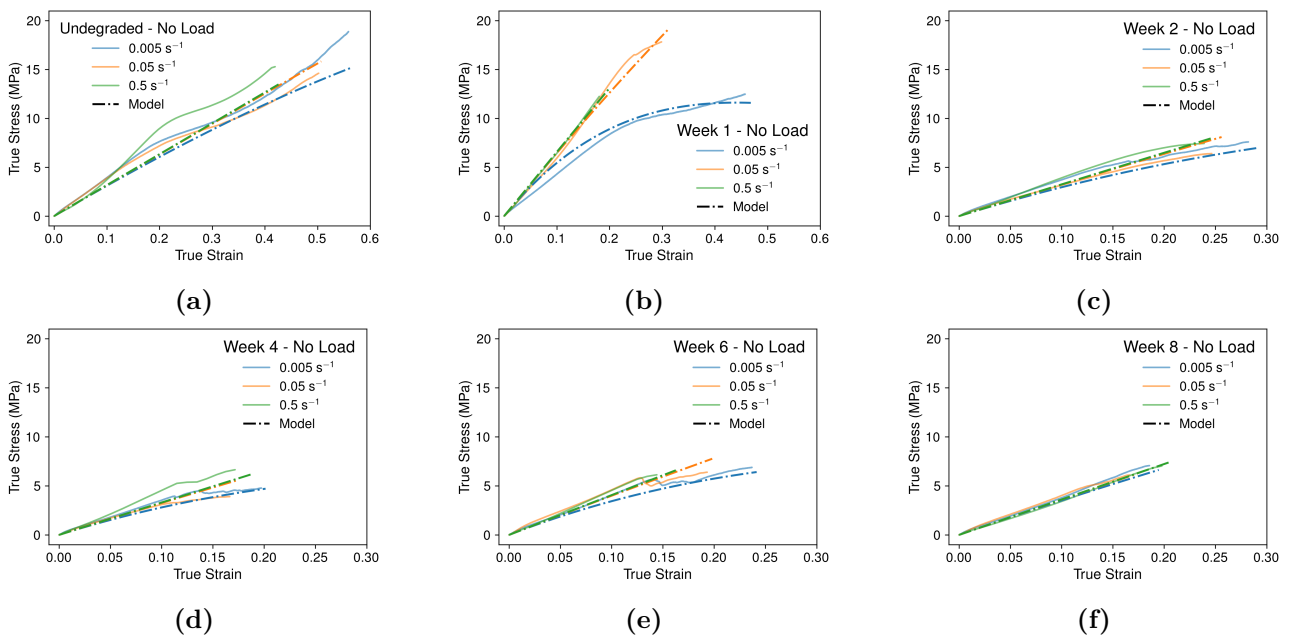 Undegraded - No Load
0.005 s⁻¹
0.05 s⁻¹
0.5 s⁻¹
Model
True Stress (MPa)
20
15
10
5
0
0.0 0.1 0.2 0.3 0.4 0.5 0.6
True Strain
(a)
Week 1 - No Load
0.005 s⁻¹
0.05 s⁻¹
0.5 s⁻¹
Model
True Stress (MPa)
20
15
10
5
0
0.0 0.1 0.2 0.3 0.4 0.5 0.6
True Strain
(b)
Week 2 - No Load
0.005 s⁻¹
0.05 s⁻¹
0.5 s⁻¹
Model
True Stress (MPa)
20
15
10
5
0
0.00 0.05 0.10 0.15 0.20 0.25 0.30
True Strain
(c)
Week 4 - No Load
0.005 s⁻¹
0.05 s⁻¹
0.5 s⁻¹
Model
True Stress (MPa)
20
15
10
5
0
0.00 0.05 0.10 0.15 0.20 0.25 0.30
True Strain
(d)
Week 6 - No Load
0.005 s⁻¹
0.05 s⁻¹
0.5 s⁻¹
Model
True Stress (MPa)
20
15
10
5
0
0.00 0.05 0.10 0.15 0.20 0.25 0.30
True Strain
(e)
Week 8 - No Load
0.005 s⁻¹
0.05 s⁻¹
0.5 s⁻¹
Model
True Stress (MPa)
20
15
10
5
0
0.00 0.05 0.10 0.15 0.20 0.25 0.30
True Strain
(f)